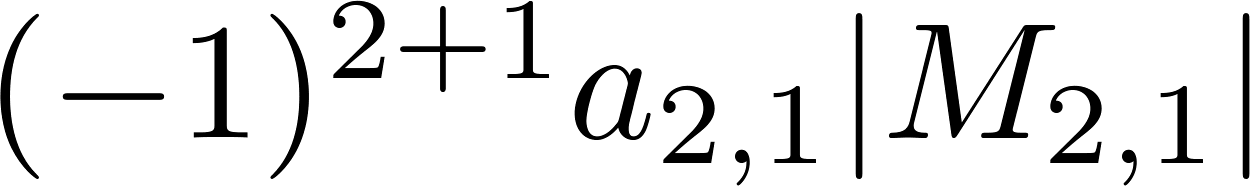 (−1)^{2+1} a_{2,1} |M_{2,1}|